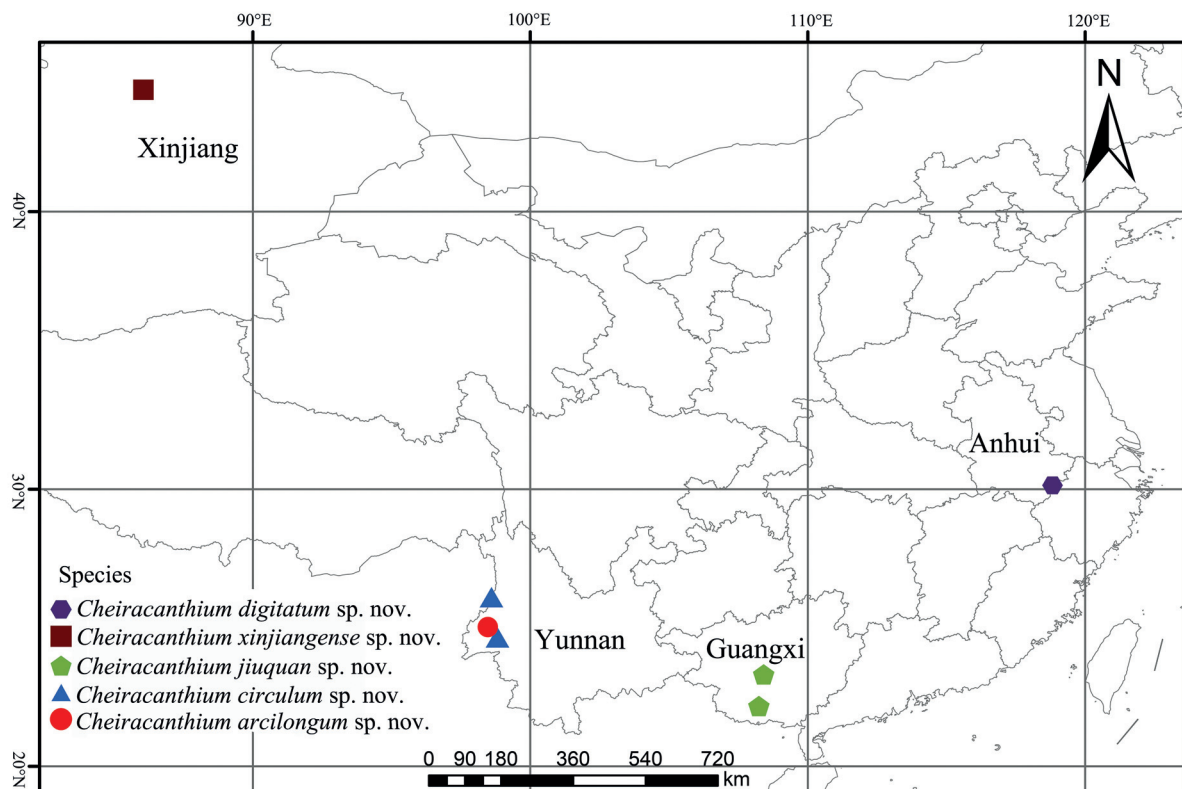 90°E 100°E 110°E 120°E
N
Xinjiang
40°N
Anhui
30°N
Species
Cheiracanthium digitatum sp. nov.
Cheiracanthium xinjiangense sp. nov.
Cheiracanthium jiuquan sp. nov.
Cheiracanthium circulum sp. nov.
Cheiracanthium arcilongum sp. nov.
Yunnan
Guangxi
20°N
0 90 180 360 540 720
km